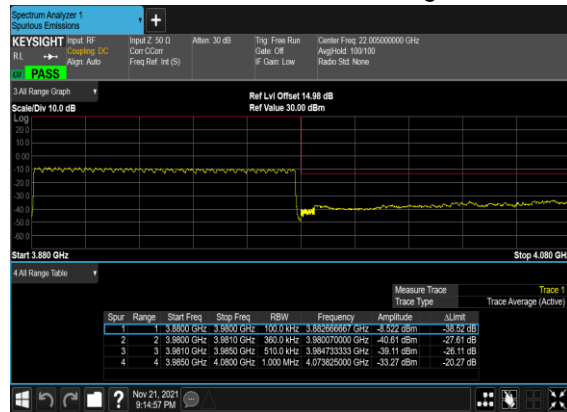 Spectrum Analyzer 1
Spurious Emissions
+
KEYSIGHT Input: RF Input Z: 50 Ω Atten: 30 dB Trig: Free Run Center Freq: 22.005000000 GHz
RL Coupling: DC Corr CCorr Gate: Off Avg|Hold: 100/100
Align: Auto Freq Ref: Int (S) IF Gain: Low Radio Std: None
LW PASS
3 All Range Graph Ref Lvl Offset 14.98 dB
Scale/Div 10.0 dB Ref Value 30.00 dBm
Log
20.0
10.0
0.00
-10.0
-20.0
-30.0
-40.0
-50.0
-60.0
Start 3.880 GHz Stop 4.080 GH
4 All Range Table
Measure Trace Trace 1
Trace Type Trace Average (Active)
Spur Range Start Freq Stop Freq RBW Frequency Amplitude ΔLimit
1 1 3.8800 GHz 3.9800 GHz 100.0 kHz 3.882666667 GHz -8.522 dBm -38.52 dB
2 2 3.9800 GHz 3.9810 GHz 360.0 kHz 3.980070000 GHz -40.61 dBm -27.61 dB
3 3 3.9810 GHz 3.9850 GHz 510.0 kHz 3.984733333 GHz -39.11 dBm -26.11 dB
4 4 3.9850 GHz 4.0800 GHz 1.000 MHz 4.073825000 GHz -33.27 dBm -20.27 dB
? Nov 21, 2021
9:14:57 PM